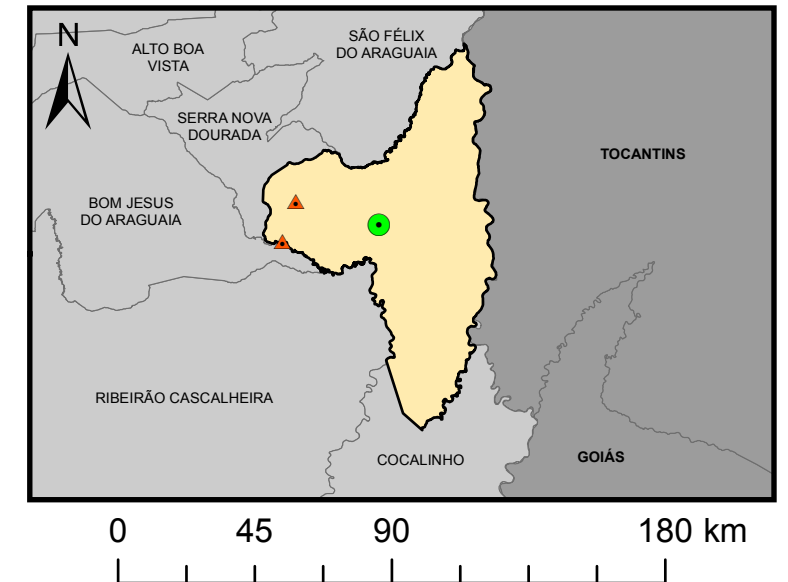 N
ALTO BOA
VISTA
SÃO FÉLIX
DO ARAGUAIA
SERRA NOVA
DOURADA
TOCANTINS
BOM JESUS
DO ARAGUAIA
RIBEIRÃO CASCALHEIRA
COCALINHO
GOIÁS
0 45 90 180 km